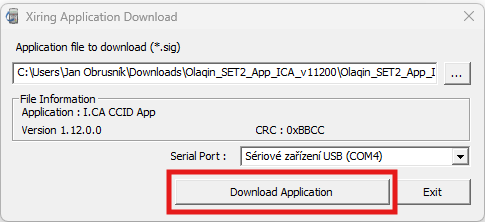 Xiring Application Download
Application file to download (*.sig)
C:\Users\Jan Obrusník\Downloads\Olaqin_SET2_App_ICA_v11200\Olaqin_SET2_App_I
...
File Information
Application : I.CA CCID App
Version 1.12.0.0 CRC : 0xBBCC
Serial Port : Sériové zařízení USB (COM4)
Download Application Exit